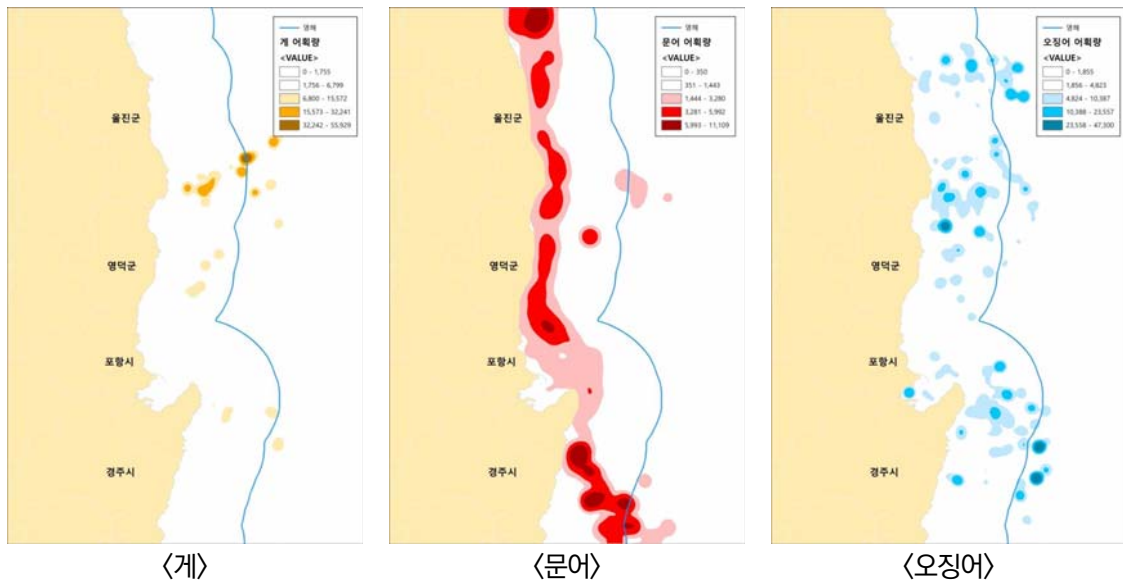 영해
게 어획량
<VALUE>
0 - 1,755
1,756 - 6,799
6,800 - 15,572
15,573 - 32,241
32,242 - 55,929
울진군
영덕군
포항시
경주시
〈게〉
영해
문어 어획량
<VALUE>
0 - 350
351 - 1,443
1,444 - 3,280
3,281 - 5,992
5,993 - 11,109
울진군
영덕군
포항시
경주시
〈문어〉
영해
오징어 어획량
<VALUE>
0 - 1,855
1,856 - 4,823
4,824 - 10,387
10,388 - 23,557
23,558 - 47,300
울진군
영덕군
포항시
경주시
〈오징어〉